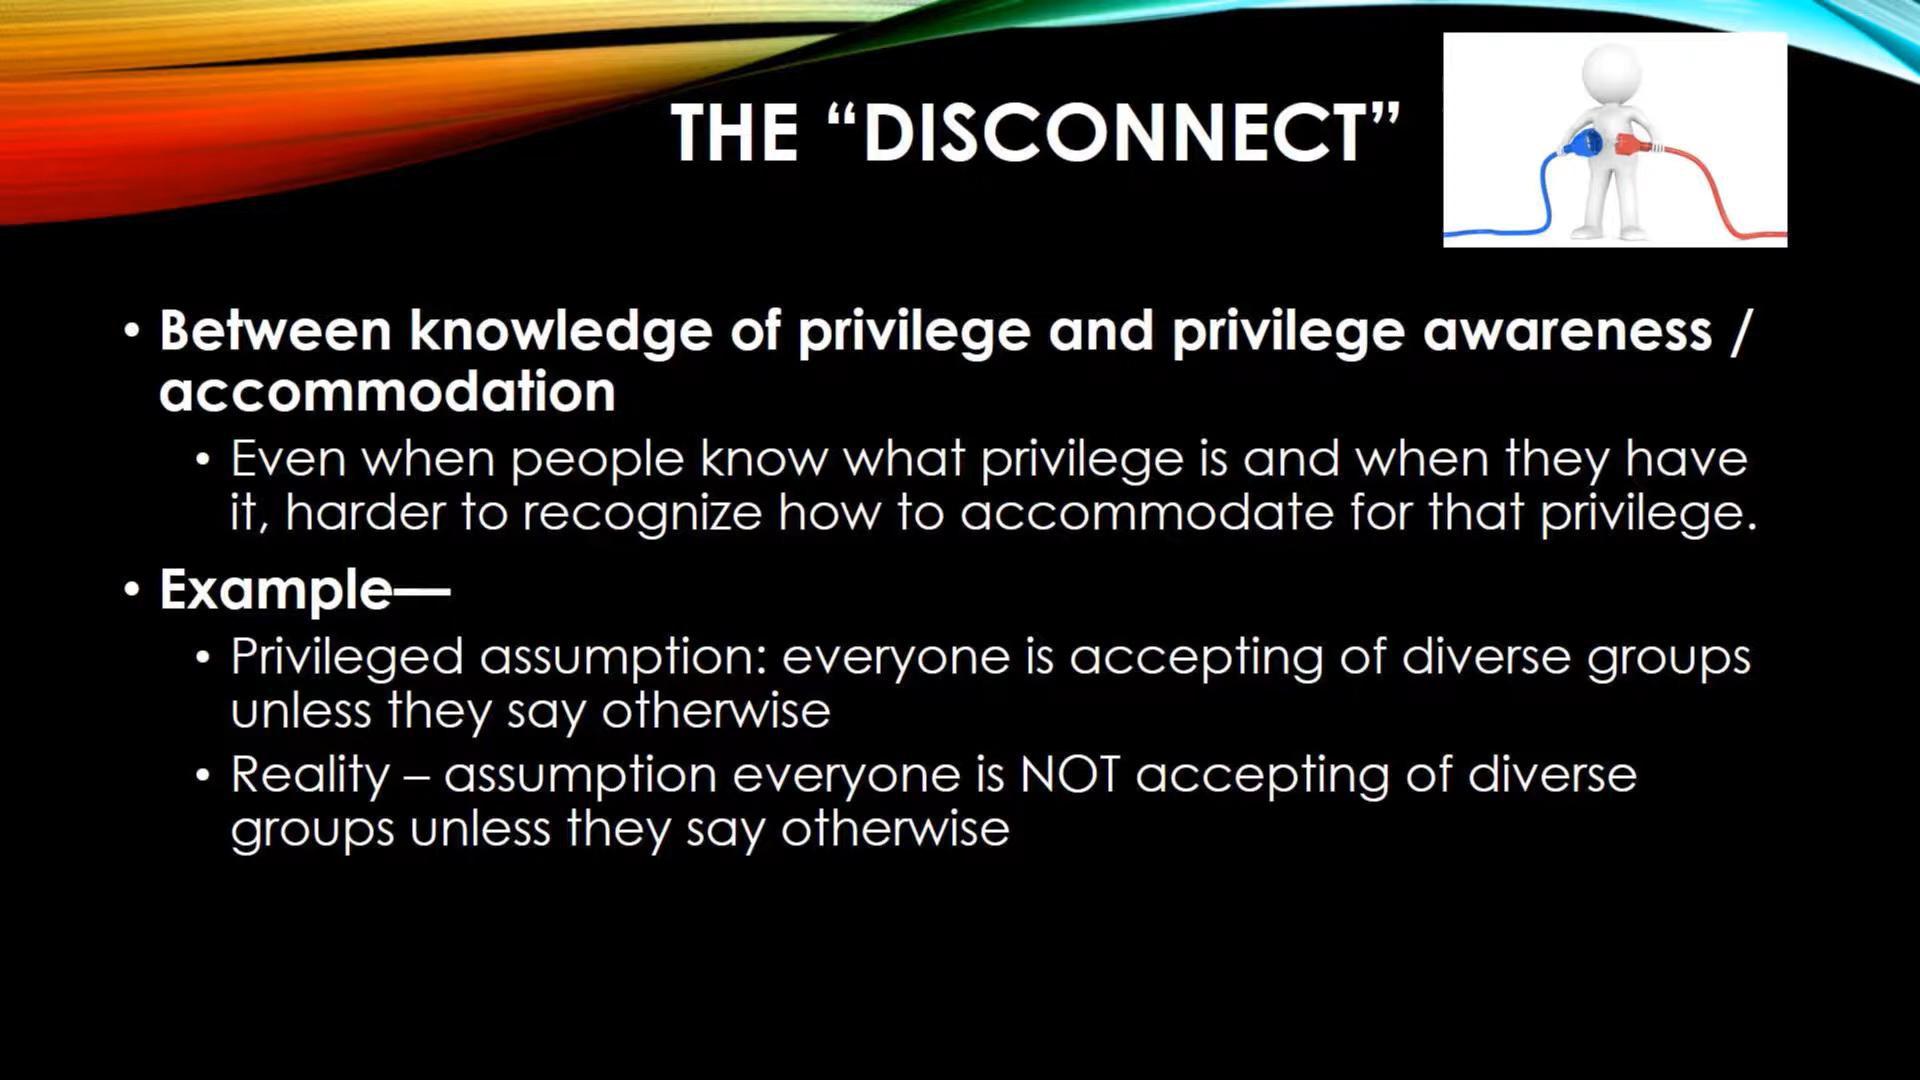 THE “DISCONNECT”
• Between knowledge of privilege and privilege awareness /
accommodation
• Even when people know what privilege is and when they have
it, harder to recognize how to accommodate for that privilege.
• Example—
• Privileged assumption: everyone is accepting of diverse groups
unless they say otherwise
• Reality – assumption everyone is NOT accepting of diverse
groups unless they say otherwise